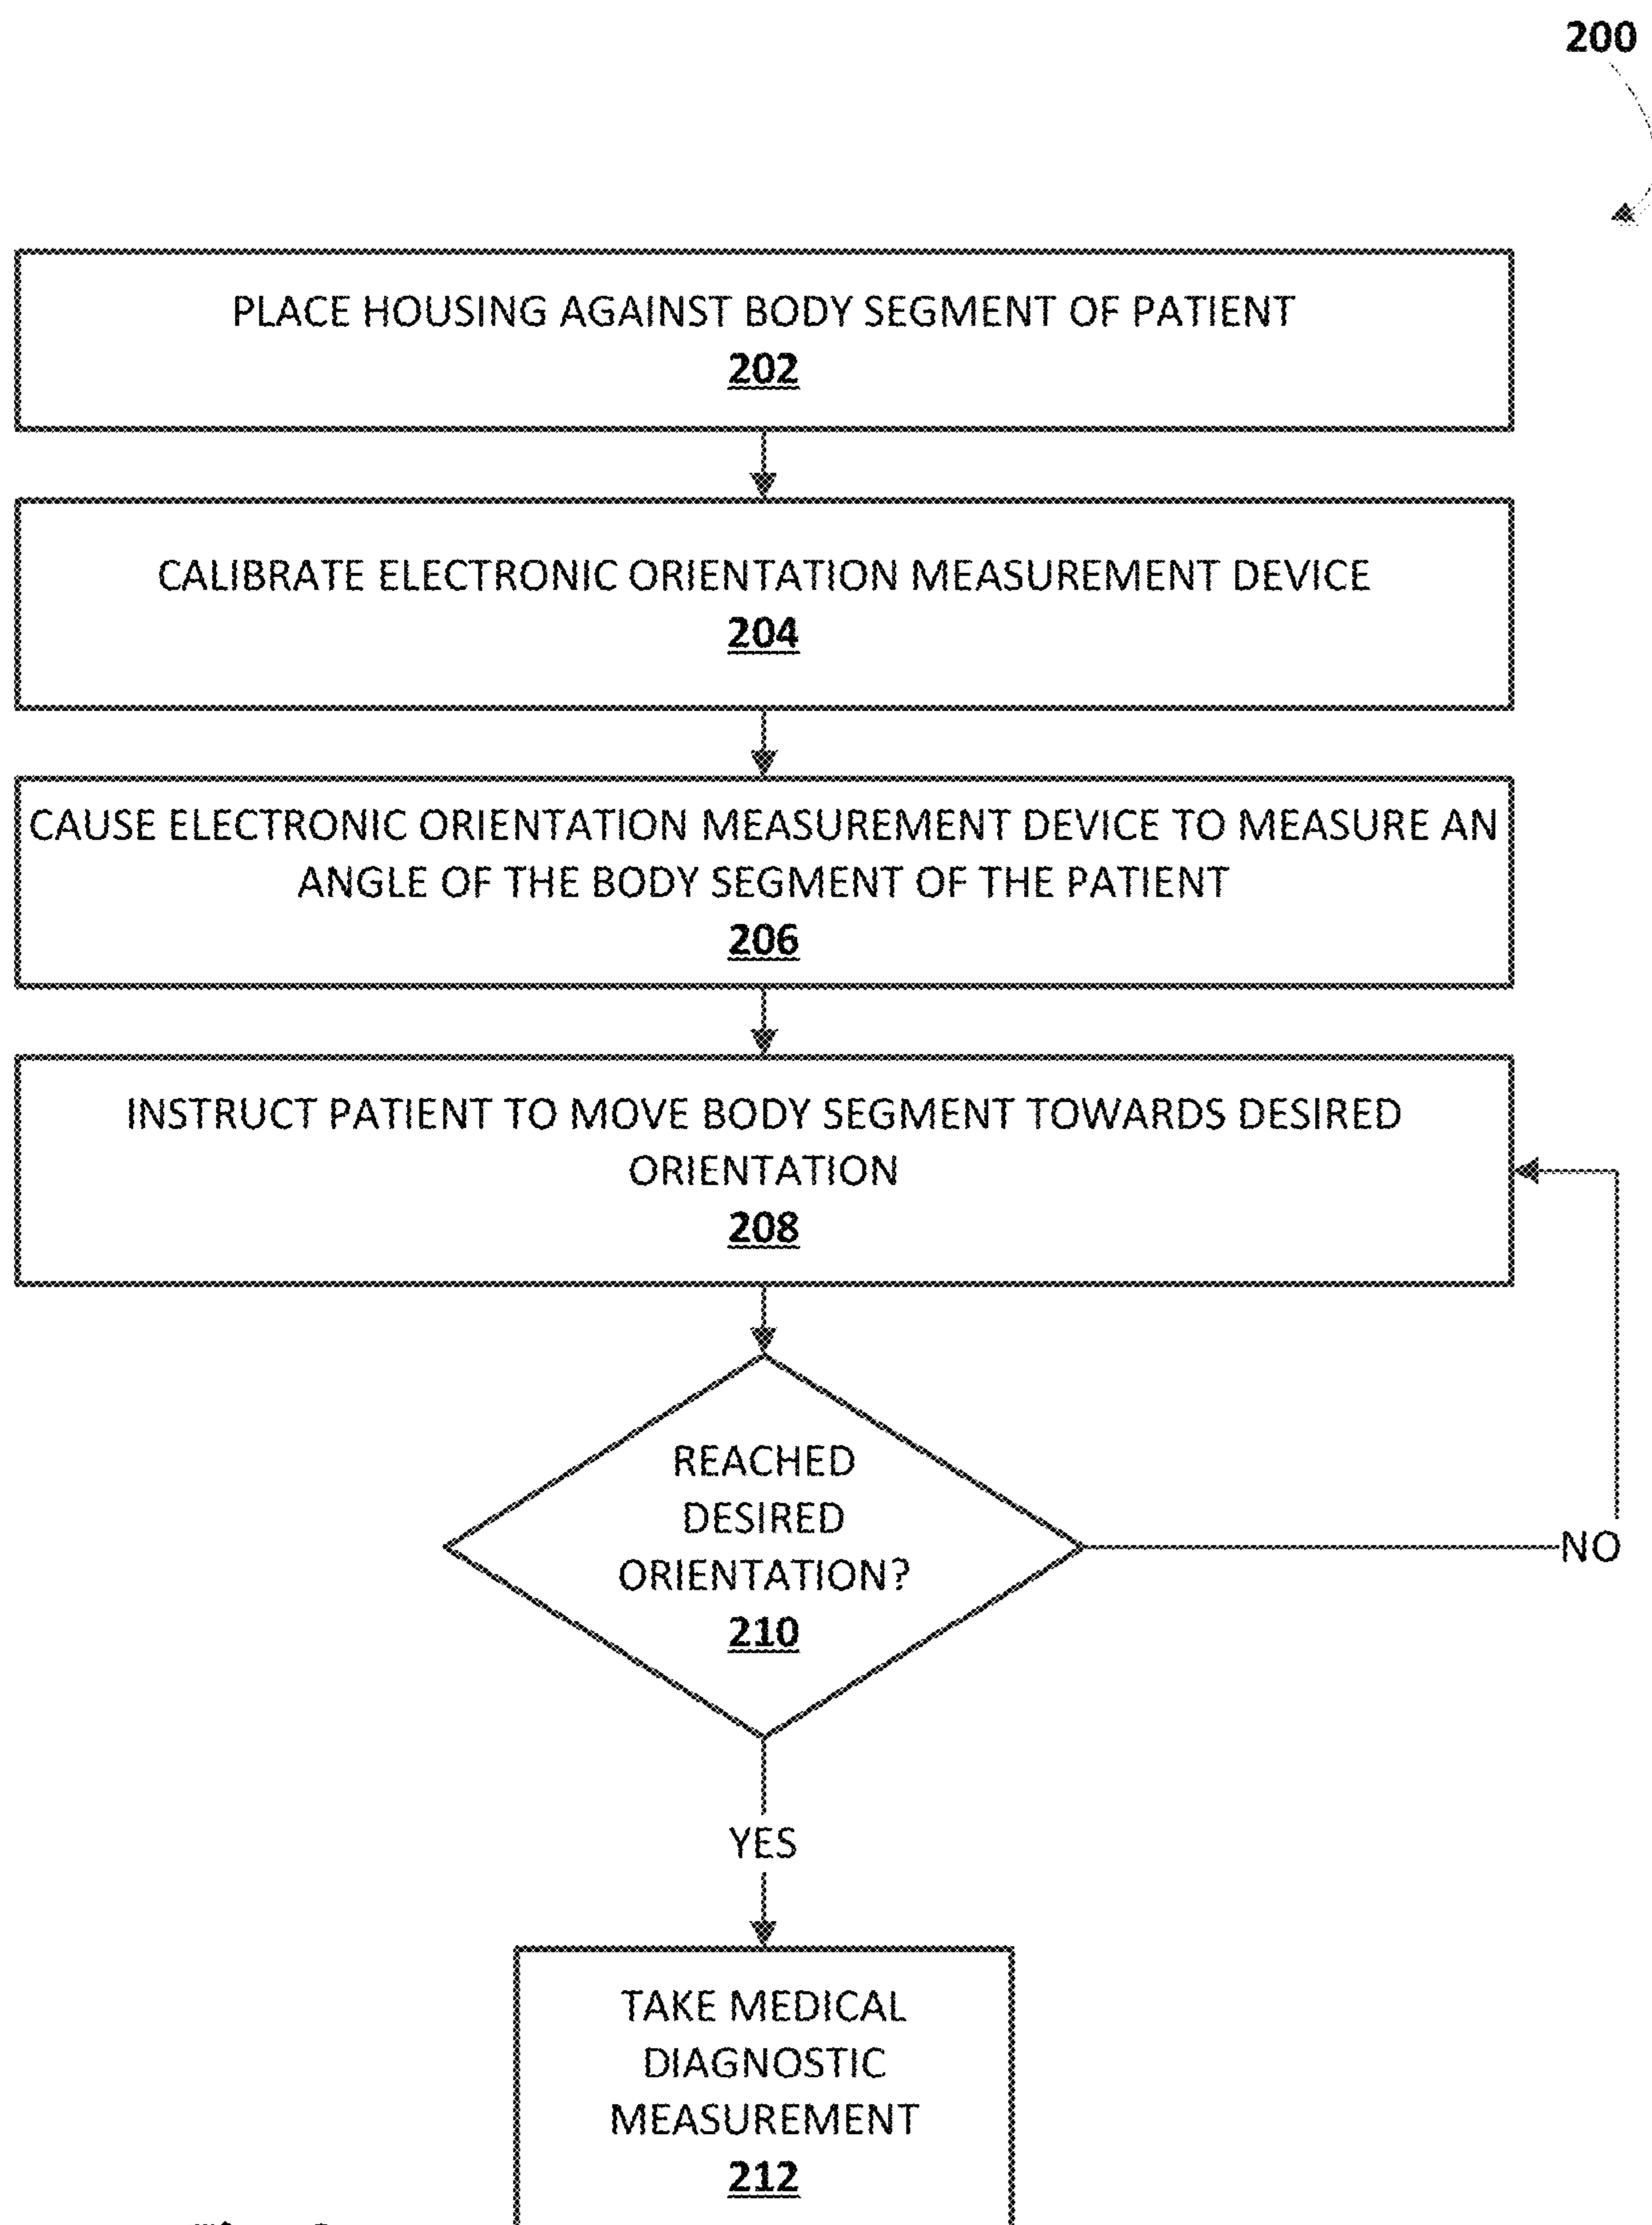 200
PLACE HOUSING AGAINST BODY SEGMENT OF PATIENT
202
CALIBRATE ELECTRONIC ORIENTATION MEASUREMENT DEVICE
204
CAUSE ELECTRONIC ORIENTATION MEASUREMENT DEVICE TO MEASURE AN
ANGLE OF THE BODY SEGMENT OF THE PATIENT
206
INSTRUCT PATIENT TO MOVE BODY SEGMENT TOWARDS DESIRED
ORIENTATION
208
REACHED
DESIRED
ORIENTATION?
210
NO
YES
TAKE MEDICAL
DIAGNOSTIC
MEASUREMENT
212